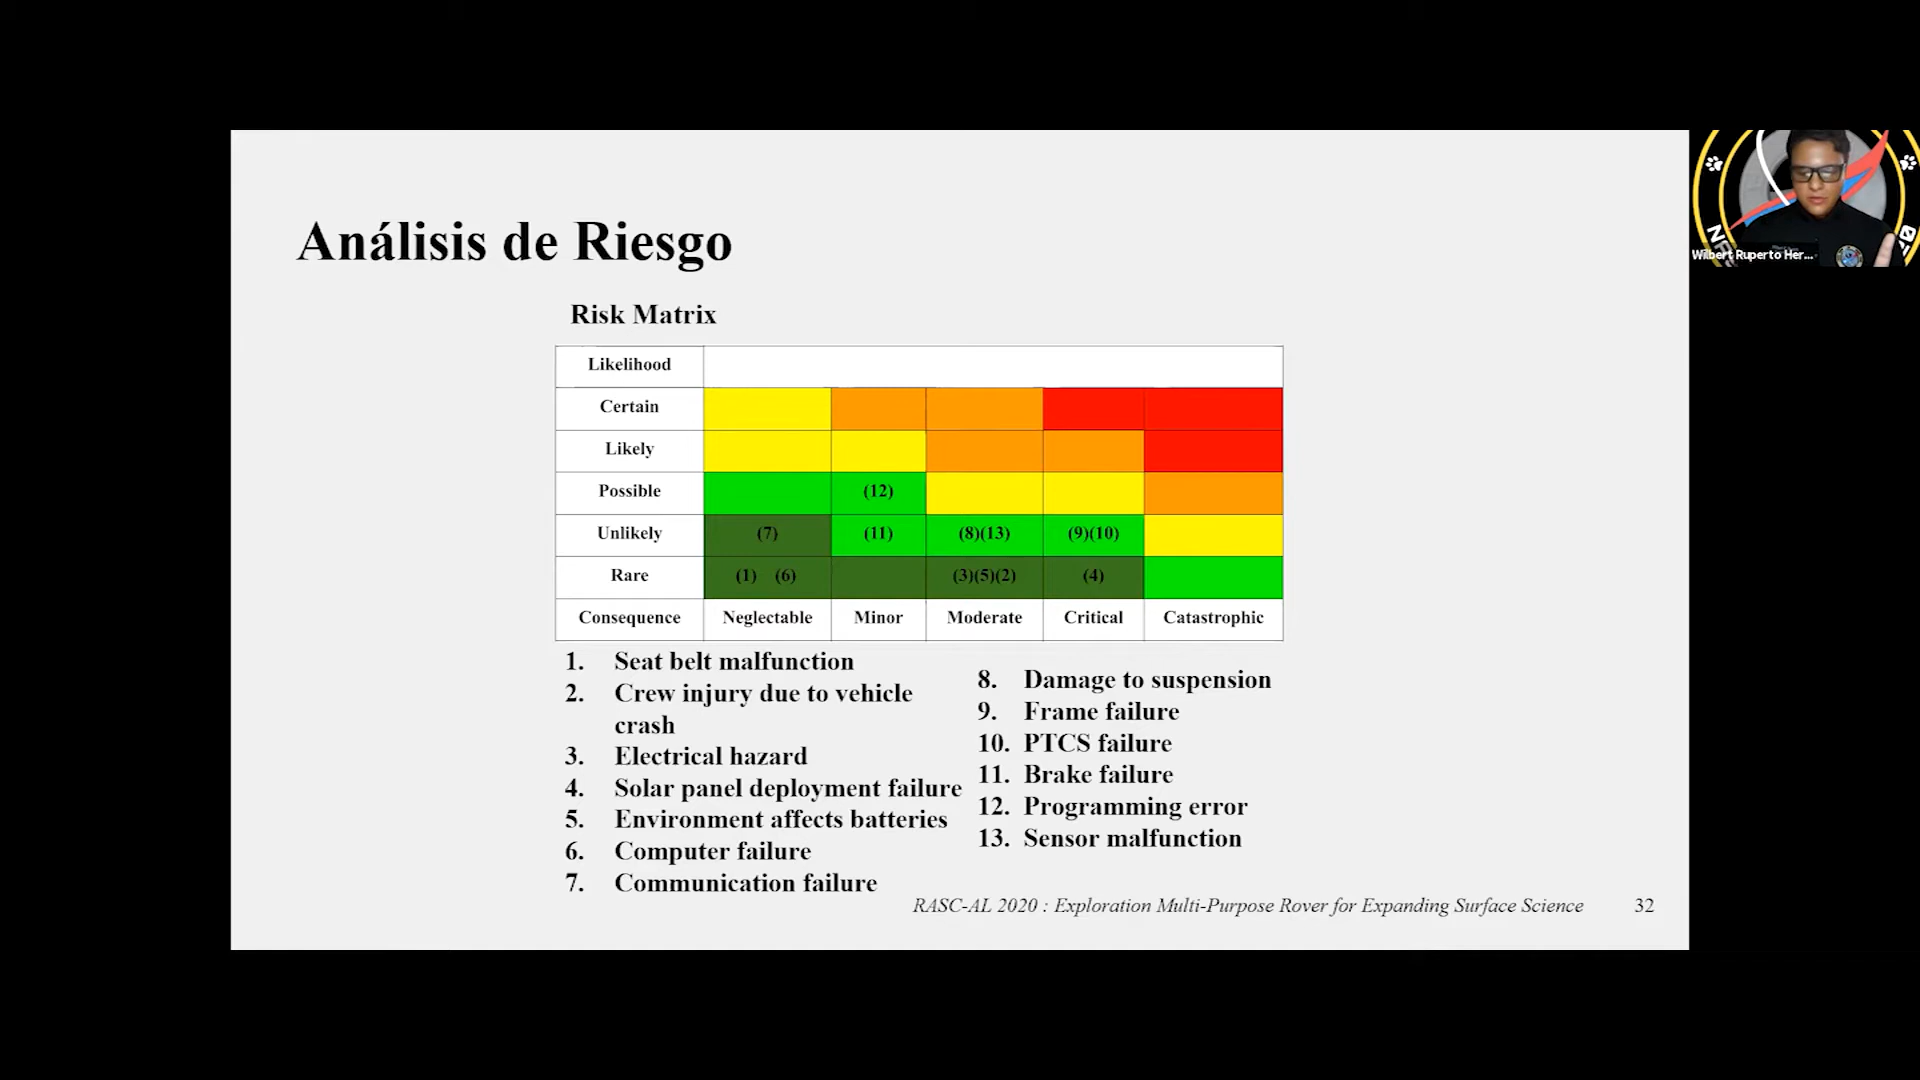 Análisis de Riesgo
Risk Matrix
Likelihood
Certain
Likely
Possible (12)
Unlikely (7) (11) (8)(13) (9)(10)
Rare (1) (6) (3)(5)(2) (4)
Consequence Neglectable Minor Moderate Critical Catastrophic
1. Seat belt malfunction
2. Crew injury due to vehicle
crash
3. Electrical hazard
4. Solar panel deployment failure
5. Environment affects batteries
6. Computer failure
7. Communication failure
8. Damage to suspension
9. Frame failure
10. PTCS failure
11. Brake failure
12. Programming error
13. Sensor malfunction
RASC-AL 2020 : Exploration Multi-Purpose Rover for Expanding Surface Science 32
Wilbert Ruperto Her...